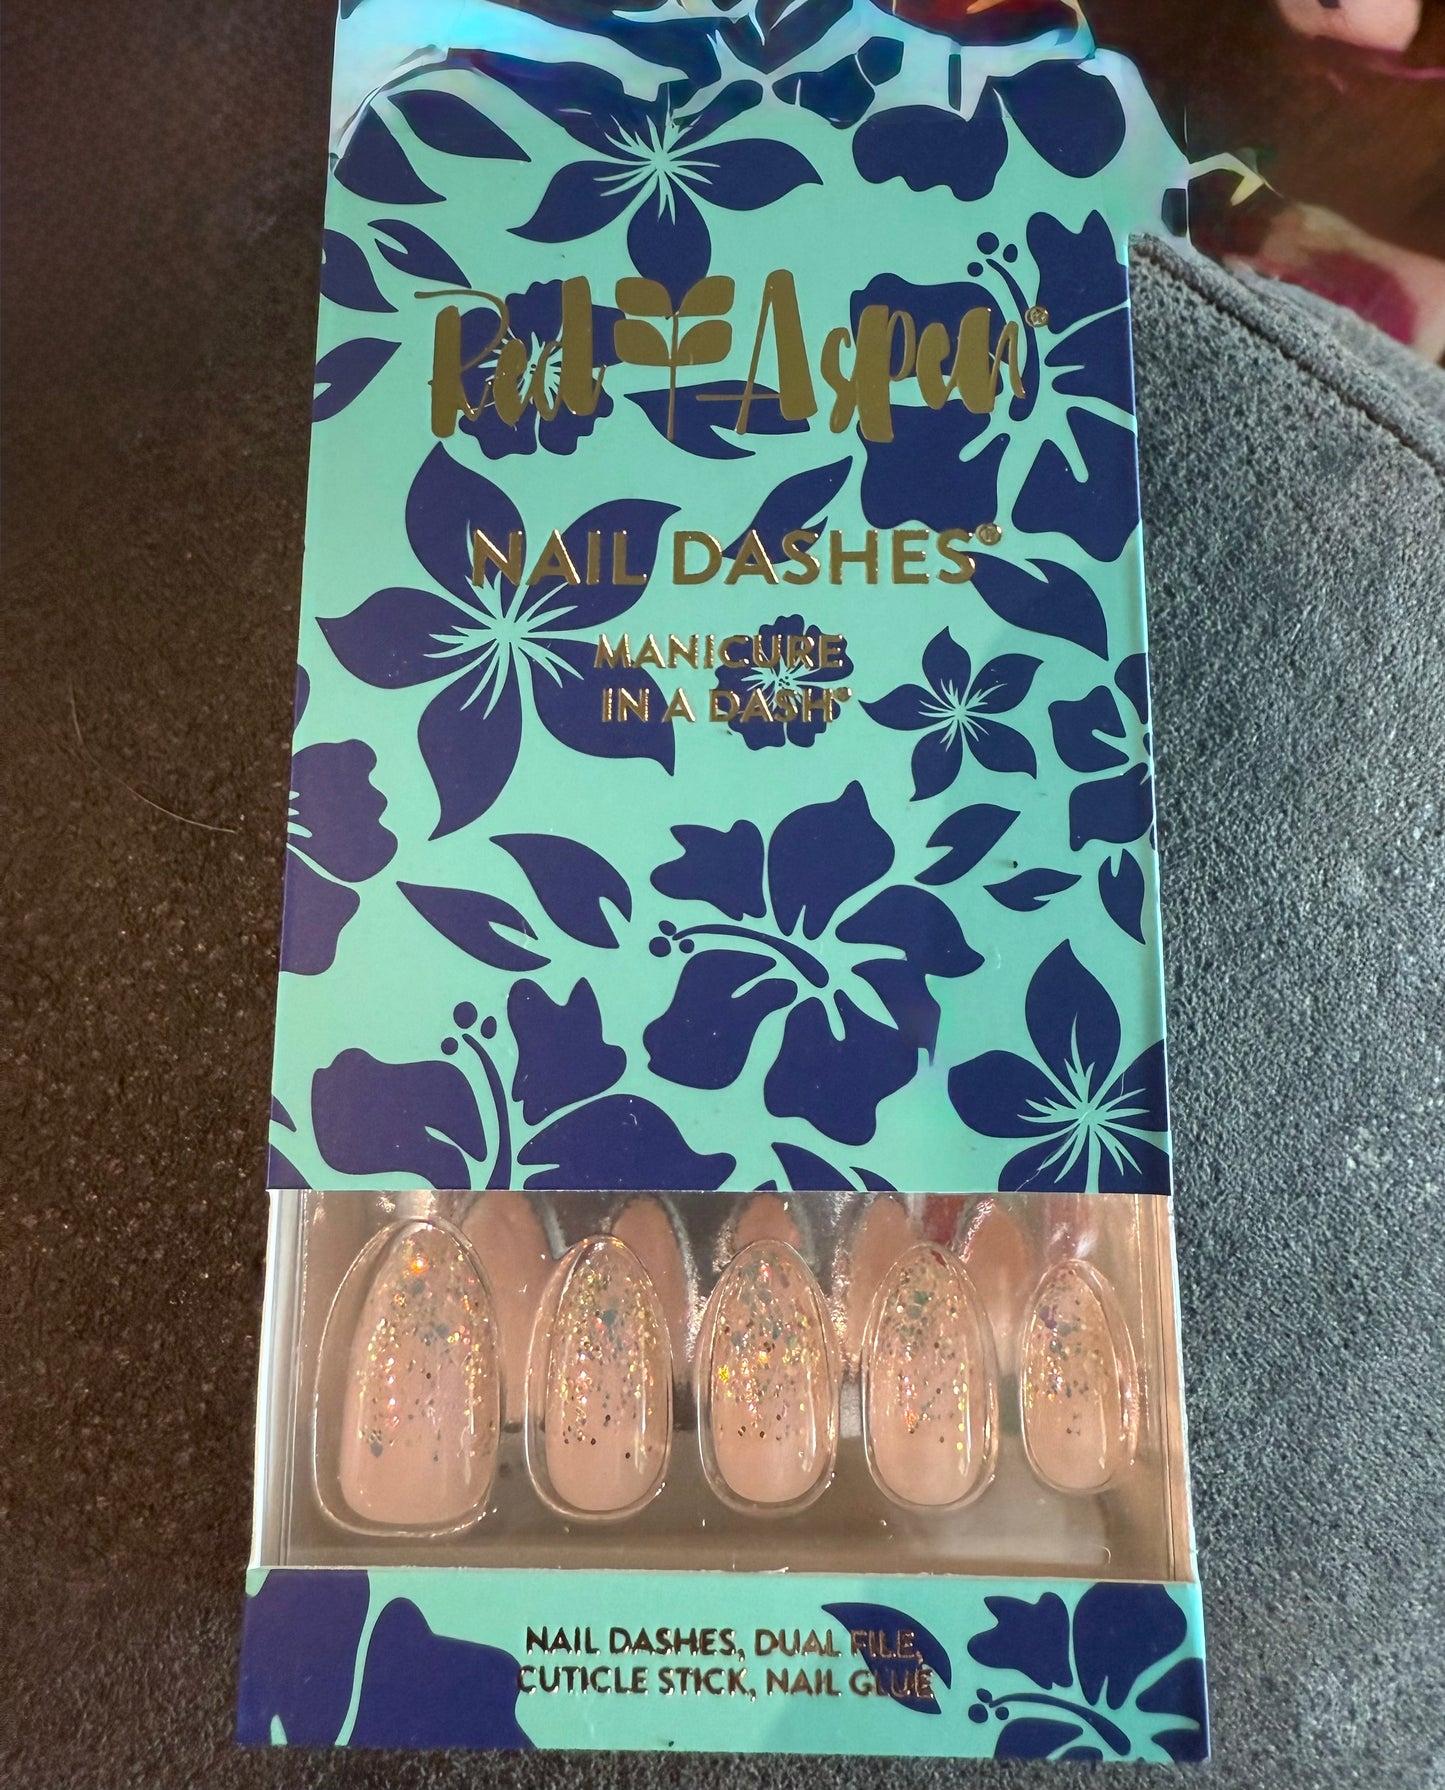 Red Aspen®
NAIL DASHES®
MANICURE
IN A DASH®
NAIL DASHES, DUAL FILE,
CUTICLE STICK, NAIL GLUE